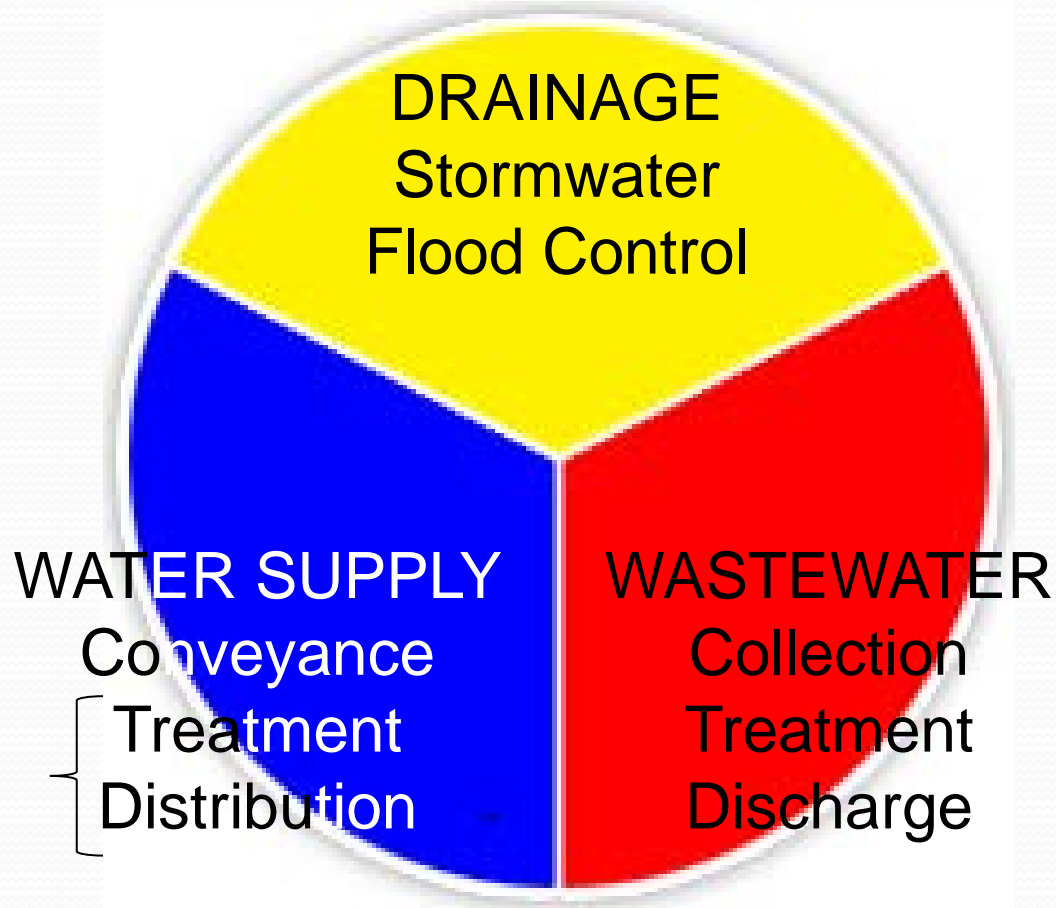 DRAINAGE
Stormwater
Flood Control
WATER SUPPLY
Conveyance
Treatment
Distribution
WASTEWATER
Collection
Treatment
Discharge